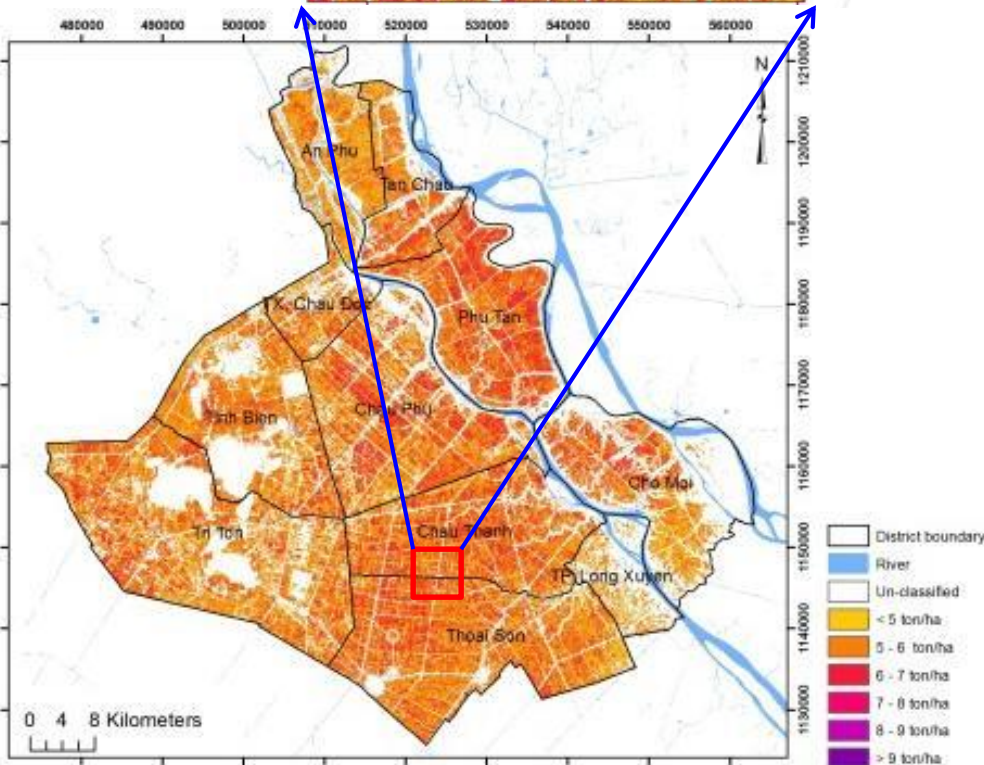 480000 490000 500000 510000 520000 530000 540000 550000 560000
1210000
N
An Phu
1200000
Tan Chau
1190000
TX. Chau Doc
1180000
Phu Tan
1170000
Chau Phu
Tinh Bien
1160000
Cho Moi
Tri Ton
Chau Thanh
1150000
TP. Long Xuyen
Thoai Son
1140000
1130000
0 4 8 Kilometers
District boundary
River
Un-classified
< 5 ton/ha
5 - 6 ton/ha
6 - 7 ton/ha
7 - 8 ton/ha
8 - 9 ton/ha
> 9 ton/ha